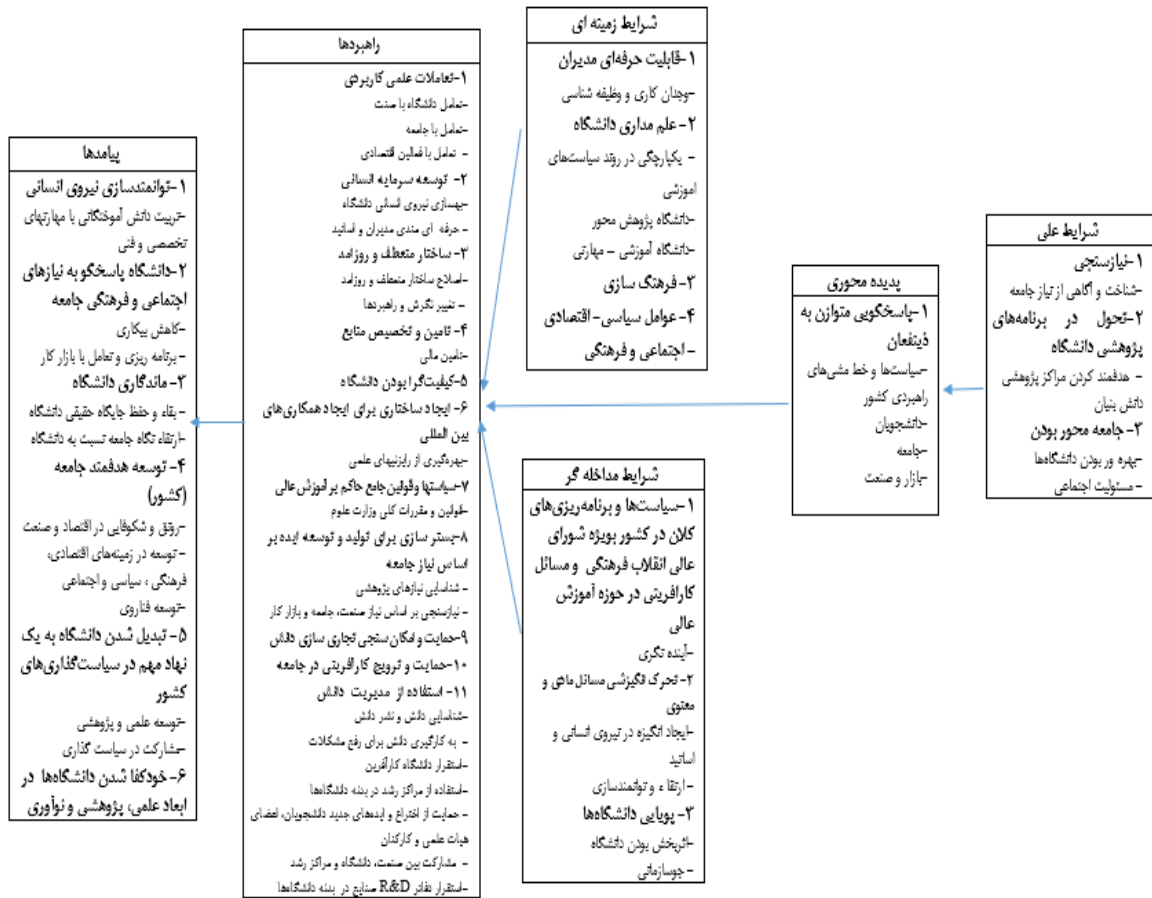 شرایط علی
۱-نیازسنجی
-شناخت و آگاهی از نیاز جامعه
۲-تحول در برنامه‌های
پژوهشی دانشگاه
- هدفمند کردن مراکز پژوهشی
دانش بنیان
۳-جامعه محور بودن
-بهره ور بودن دانشگاه‌ها
- مسئولیت اجتماعی
پدیده محوری
۱-پاسخگویی متوازن به
ذینفعان
-سیاست‌ها و خط مشی‌های
راهبردی کشور
-دانشجویان
-جامعه
-بازار و صنعت
شرایط زمینه ای
۱-قابلیت حرفه‌ای مدیران
-وجدان کاری و وظیفه شناسی
۲- علم مداری دانشگاه
- یکپارچگی در روند سیاست‌های
اموزشی
-دانشگاه پژوهش محور
-دانشگاه آموزشی – مهارتی
۳-فرهنگ سازی
۴-عوامل سیاسی- اقتصادی
- اجتماعی و فرهنگی
شرایط مداخله گر
۱-سیاست‌ها و برنامه‌ریزی‌های
کلان در کشور بویژه شورای
عالی انقلاب فرهنگی و مسائل
کارافرینی در حوزه آموزش
عالی
-آینده نگری
۲-تحرک انگیزشی مسائل مادی و
معنوی
-ایجاد انگیزه در نیروی انسانی و
اساتید
-ارتقا ء و توانمندسازی
۳-پویایی دانشگاه‌ها
-اثربخش بودن دانشگاه
-جوسازمانی
راهبردها
۱-تعاملات علمی کاربردی
-تعامل دانشگاه با صنعت
-تعامل با جامعه
- تعامل با فعالین اقتصادی
۲- توسعه سرمایه انسانی
-بهسازی نیروی انسانی دانشگاه
-حرفه ای مندی مدیران و اساتید
۳- ساختار منعطف و روزامد
-اصلاح ساختار منعطف و روزامد
- تغییر نگرش و راهبردها
۴- تامین و تخصیص منابع
-تامین مالی
۵-کیفیت‌گرا بودن دانشگاه
۶- ایجاد ساختاری برای ایجاد همکاری‌های
بین المللی
-بهره‌گیری از رایزنیهای علمی
۷-سیاستها وقوانین جامع حاکم بر آموزش عالی
-قوانین و مقررات کلی وزارت علوم
۸-بستر سازی برای تولید و توسعه ایده بر
اساس نیاز جامعه
- شناسایی نیازهای پژوهشی
- نیازسنجی بر اساس نیاز صنعت، جامعه و بازار کار
۹-حمایت و امکان سنجی تجاری سازی دانش
۱۰-حمایت و ترویج کارآفرینی در جامعه
۱۱- استفاده از مدیریت دانش
-شناسایی دانش و نشر دانش
- به کارگیری دانش برای رفع مشکلات
-استقرار دانشگاه کارآفرین
-استفاده از مراکز رشد در بدنه دانشگاه‌ها
- حمایت از اختراع و ایده‌های جدید دانشجویان، اعضای
هیات علمی و کارکنان
- مشارکت بین صنعت، دانشگاه و مراکز رشد
-استقرار دفاتر R&D صنایع در بدنه دانشگاه‌ها
پیامدها
۱-توانمندسازی نیروی انسانی
-تربیت دانش آموختگانی با مهارتهای
تخصصی و فنی
۲-دانشگاه پاسخگو به نیازهای
اجتماعی و فرهنگی جامعه
-کاهش بیکاری
- برنامه ریزی و تعامل با بازار کار
۳-ماندگاری دانشگاه
- بقاء و حفظ جایگاه حقیقی دانشگاه
-ارتقاء نگاه جامعه نسبت به دانشگاه
۴- توسعه هدفمند جامعه
(کشور)
-رونق و شکوفایی در اقتصاد و صنعت
- توسعه در زمینه‌های اقتصادی،
فرهنگی ، سیاسی و اجتماعی
-توسعه فناروی
۵- تبدیل شدن دانشگاه به یک
نهاد مهم در سیاست‌گذاری‌های
کشور
-توسعه علمی و پژوهشی
-مشارکت در سیاست گذاری
۶-خودکفا شدن دانشگاه‌ها در
ابعاد علمی، پژوهشی و نوآوری